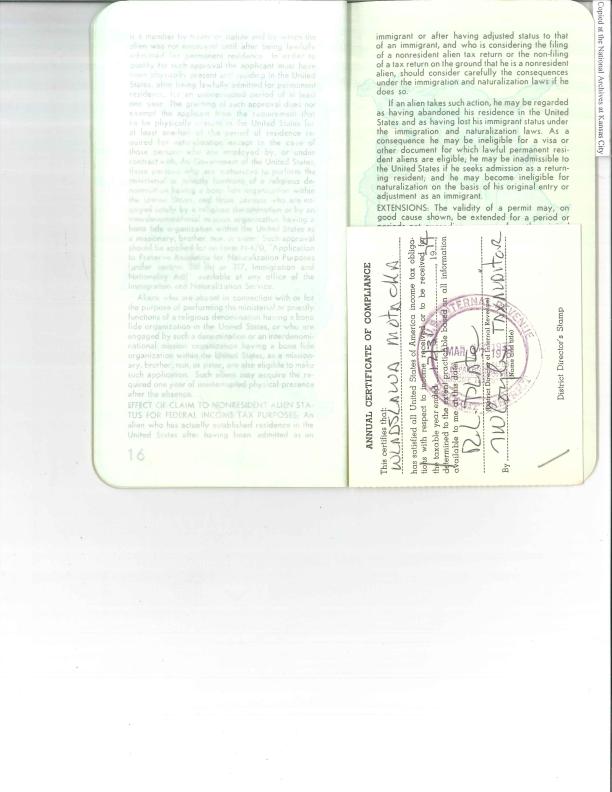 is a member by treaty or statute and by whom the
alien was not employed until after being lawfully
admitted for permanent residence. In order to
qualify for such approval the applicant must have
been physically present and residing in the United
States, after being lawfully admitted for permanent
residence, for an uninterrupted period of at least
one year. The granting of such approval does not
exempt the applicant from the requirement that
he be physically present in the United States for
at least one-half of the period of residence re-
quired for naturalization except in the case of
those persons who are employed by, or under
contract with, the Government of the United States,
those persons who are authorized to perform the
ministerial or priestly functions of a religious de-
nomination having a bona fide organization within
the United States, and those persons who are en-
gaged solely by a religious denomination or by an
interdenominational mission organization having a
bona fide organization within the United States as
a missionary, brother, nun, or sister. Such approval
should be applied for on Form N-470, "Application
to Preserve Residence for Naturalization Purposes
(under section 316 (b) or 317, Immigration and
Nationality Act)" available at any office of the
Immigration and Naturalization Service.
Aliens who are absent in connection with or for
the purpose of performing the ministerial or priestly
functions of a religious denomination having a bona
fide organization in the United States, or who are
engaged by such a denomination or an interdenomi-
national mission organization having a bona fide
organization within the United States, as a mission-
ary, brother, nun, or sister, are also eligible to make
such application. Such aliens may acquire the re-
quired one year of uninterrupted physical presence
after the absence.
EFFECT OF CLAIM TO NONRESIDENT ALIEN STA-
TUS FOR FEDERAL INCOME TAX PURPOSES: An
alien who has actually established residence in the
United States after having been admitted as an
16
immigrant or after having adjusted status to that
of an immigrant, and who is considering the filing
of a nonresident alien tax return or the non-filing
of a tax return on the ground that he is a nonresident
alien, should consider carefully the consequences
under the immigration and naturalization laws if he
does so.
If an alien takes such action, he may be regarded
as having abandoned his residence in the United
States and as having lost his immigrant status under
the immigration and naturalization laws. As a
consequence he may be ineligible for a visa or
other document for which lawful permanent resi-
dent aliens are eligible; he may be inadmissible to
the United States if he seeks admission as a return-
ing resident; and he may become ineligible for
naturalization on the basis of his original entry or
adjustment as an immigrant.
EXTENSIONS: The validity of a permit may, on
good cause shown, be extended for a period or
ANNUAL CERTIFICATE OF COMPLIANCE
This certifies that:
WLADSLAWA MOTACKA
has satisfied all United States of America income tax obliga-
tions with respect to income received or to be received for
the taxable year ended 1231, 1971
determined to the extent practicable based on all information
available to me at this date.
(District Director of Internal Revenue)
By TAX AUDITOR
(Name and title)
INTERNAL REVENUE
MAR
District Director's Stamp
Copied at the National Archives at Kansas City